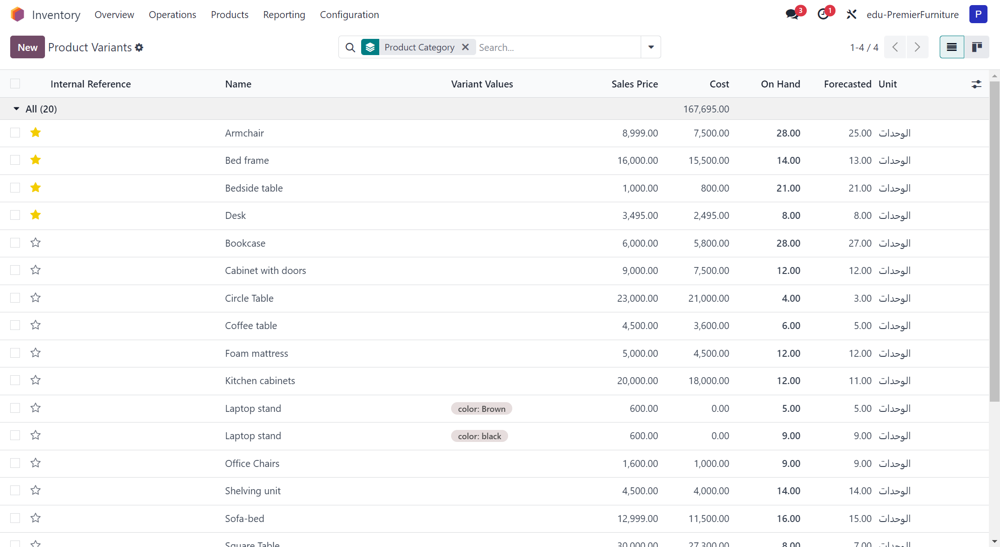 Inventory Overview Operations Products Reporting Configuration 3 1 edu-PremierFurniture P
New Product Variants Product Category Search... 1-4 / 4
Internal Reference Name Variant Values Sales Price Cost On Hand Forecasted Unit
All (20) 167,695.00
Armchair 8,999.00 7,500.00 28.00 25.00 الوحدات
Bed frame 16,000.00 15,500.00 14.00 13.00 الوحدات
Bedside table 1,000.00 800.00 21.00 21.00 الوحدات
Desk 3,495.00 2,495.00 8.00 8.00 الوحدات
Bookcase 6,000.00 5,800.00 28.00 27.00 الوحدات
Cabinet with doors 9,000.00 7,500.00 12.00 12.00 الوحدات
Circle Table 23,000.00 21,000.00 4.00 3.00 الوحدات
Coffee table 4,500.00 3,600.00 6.00 5.00 الوحدات
Foam mattress 5,000.00 4,500.00 12.00 12.00 الوحدات
Kitchen cabinets 20,000.00 18,000.00 12.00 11.00 الوحدات
Laptop stand color: Brown 600.00 0.00 5.00 5.00 الوحدات
Laptop stand color: black 600.00 0.00 9.00 9.00 الوحدات
Office Chairs 1,600.00 1,000.00 9.00 9.00 الوحدات
Shelving unit 4,500.00 4,000.00 14.00 14.00 الوحدات
Sofa-bed 12,999.00 11,500.00 16.00 15.00 الوحدات
Square Table 30,000.00 27,300.00 8.00 7.00 الوحدات